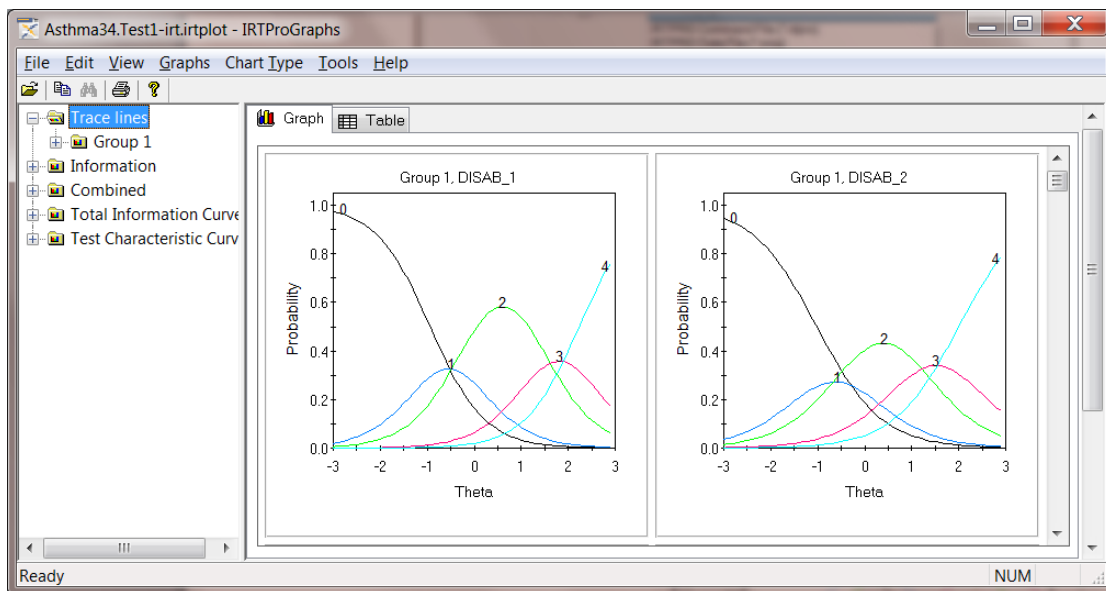 Asthma34.Test1-irt.irtplot - IRTProGraphs
File Edit View Graphs Chart Type Tools Help
Trace lines
Group 1
Information
Combined
Total Information Curve
Test Characteristic Curv
Graph Table
Group 1, DISAB_1
Probability
1.0
0.8
0.6
0.4
0.2
0.0
0
1
2
3
4
-3 -2 -1 0 1 2 3
Theta
Group 1, DISAB_2
Probability
1.0
0.8
0.6
0.4
0.2
0.0
0
1
2
3
4
-3 -2 -1 0 1 2 3
Theta
Ready NUM